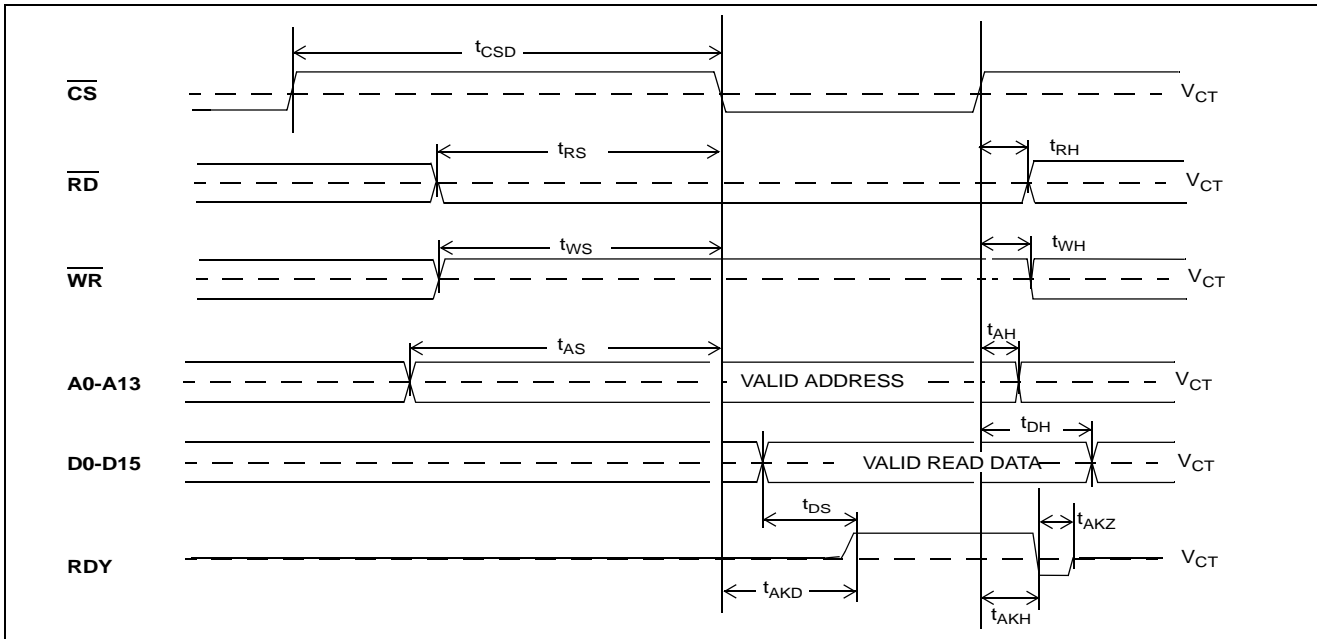 tCSD
CS VCT
tRS tRH
RD VCT
tWS tWH
WR VCT
tAS tAH
A0-A13 VALID ADDRESS VCT
tDH
D0-D15 VALID READ DATA VCT
tDS tAKZ
RDY VCT
tAKD tAKH